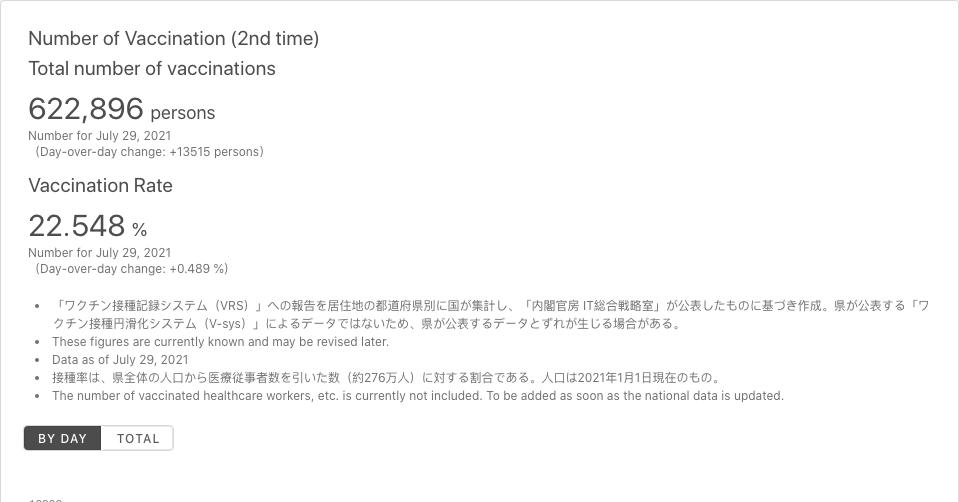 Number of Vaccination (2nd time)
Total number of vaccinations
622,896 persons
Number for July 29, 2021
（Day-over-day change: +13515 persons）
Vaccination Rate
22.548 %
Number for July 29, 2021
（Day-over-day change: +0.489 %）
• 「ワクチン接種記録システム（VRS）」への報告を居住地の都道府県別に国が集計し、「内閣官房 IT総合戦略室」が公表したものに基づき作成。県が公表する「ワ
クチン接種円滑化システム（V-sys）」によるデータではないため、県が公表するデータとずれが生じる場合がある。
• These figures are currently known and may be revised later.
• Data as of July 29, 2021
• 接種率は、県全体の人口から医療従事者数を引いた数（約276万人）に対する割合である。人口は2021年1月1日現在のもの。
• The number of vaccinated healthcare workers, etc. is currently not included. To be added as soon as the national data is updated.
BY DAY TOTAL